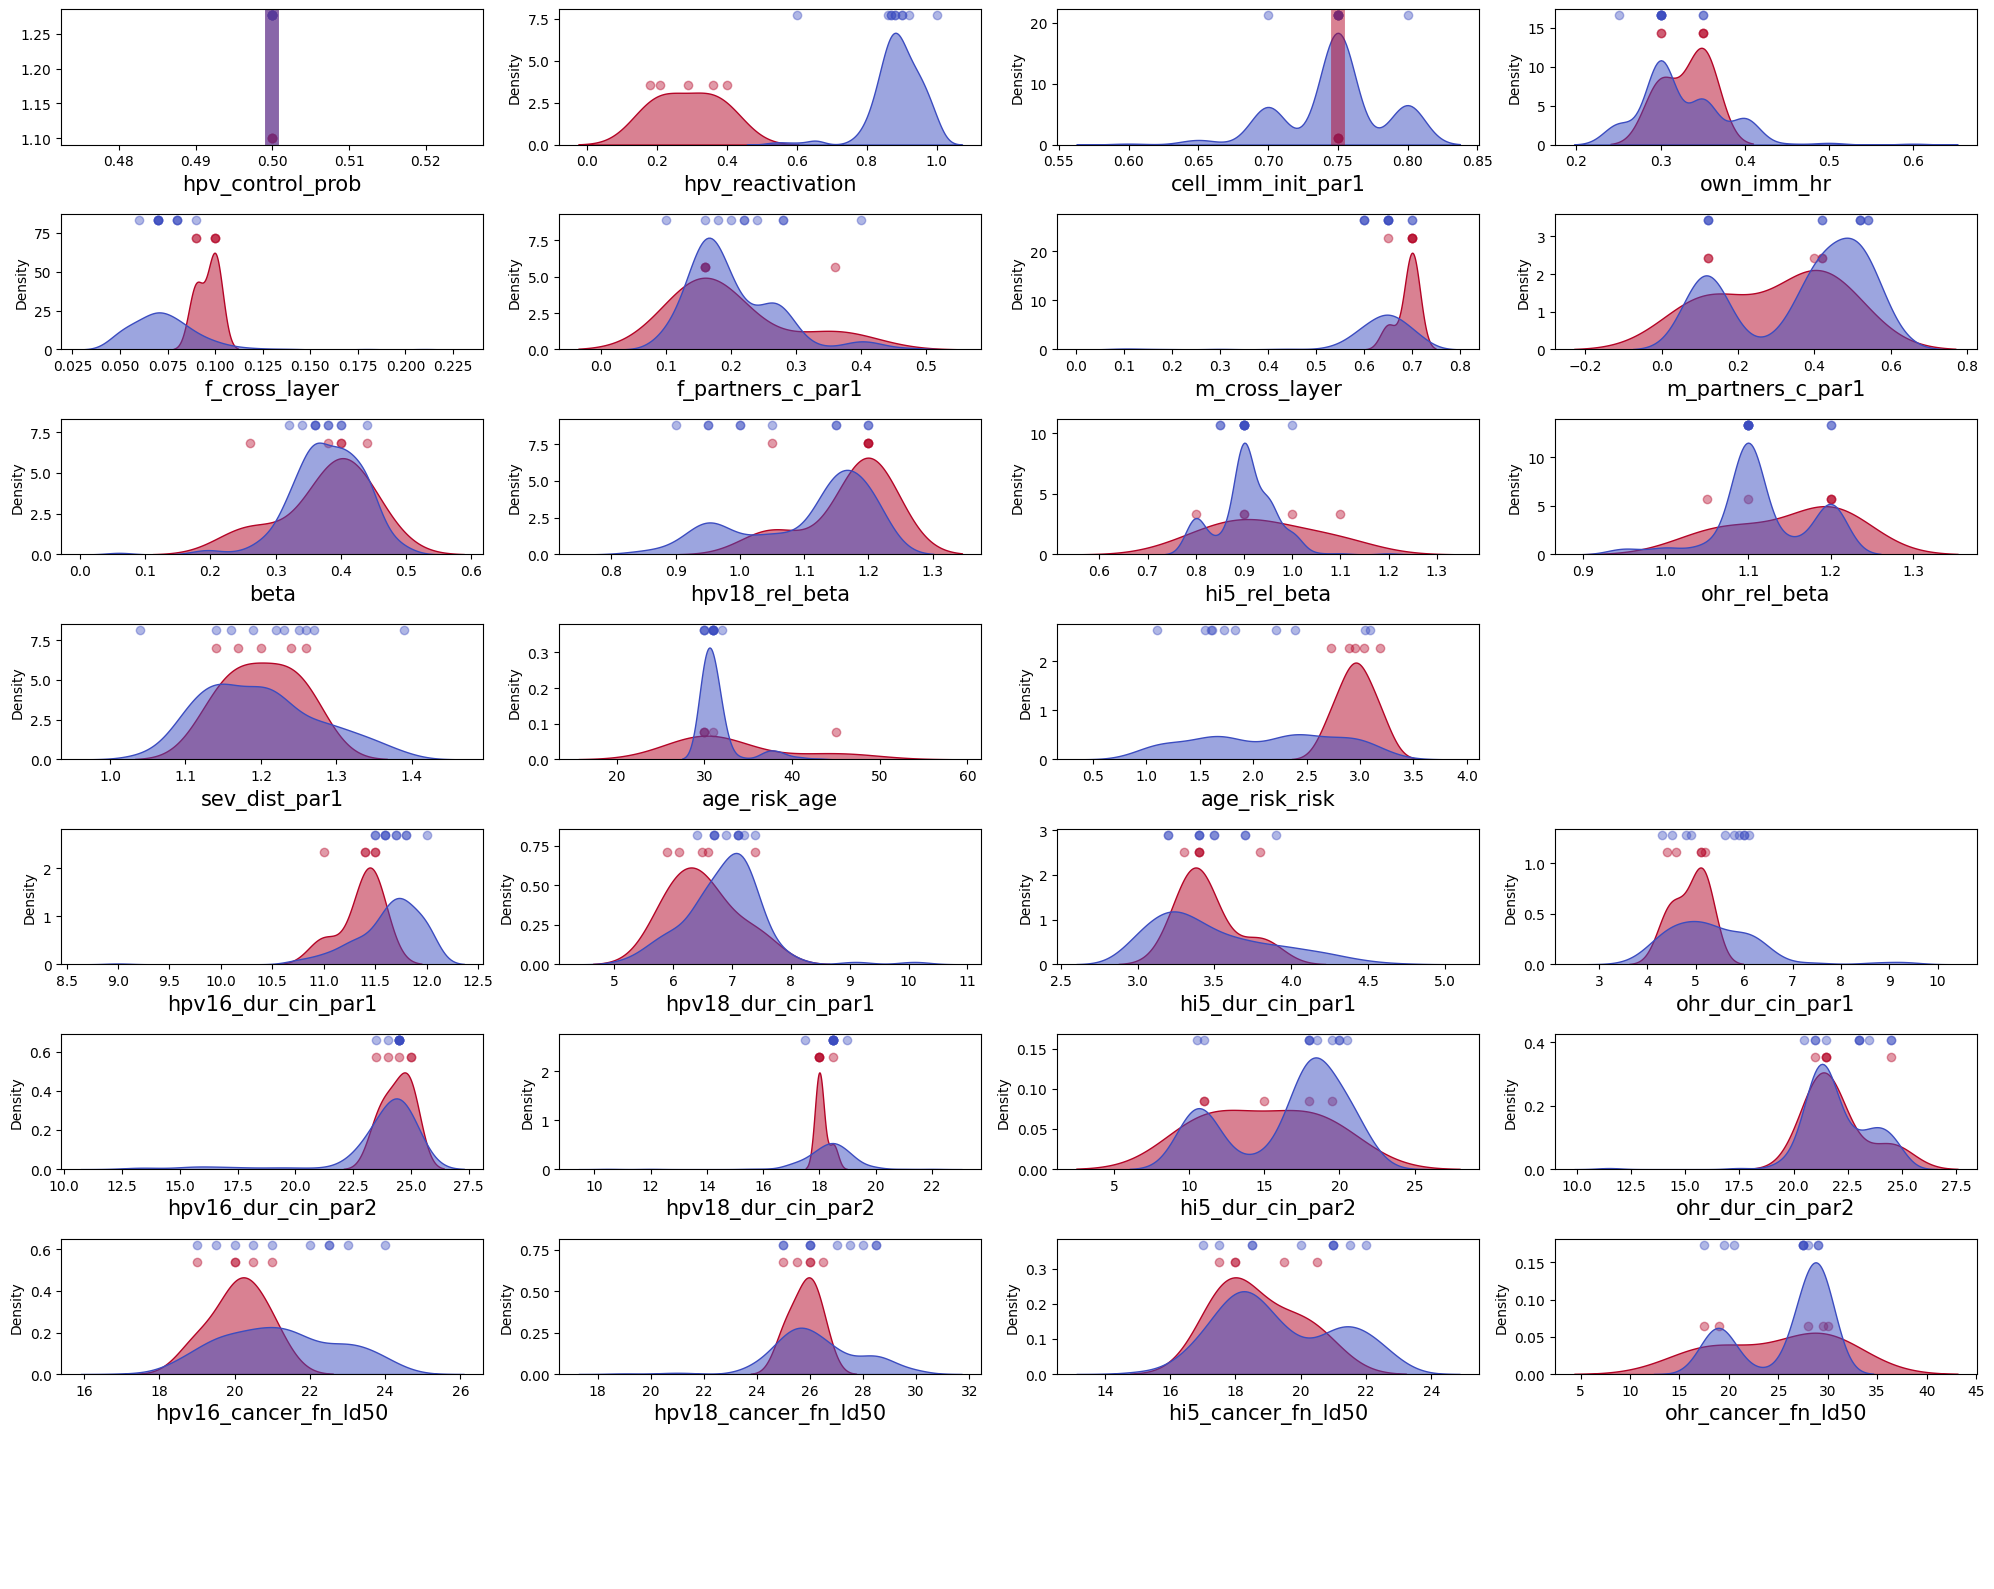 1.25
1.20
1.15
1.10
0.48 0.49 0.50 0.51 0.52
hpv_control_prob
Density
7.5
5.0
2.5
0.0
0.0 0.2 0.4 0.6 0.8 1.0
hpv_reactivation
Density
20
10
0
0.55 0.60 0.65 0.70 0.75 0.80 0.85
cell_imm_init_par1
Density
15
10
5
0
0.2 0.3 0.4 0.5 0.6
own_imm_hr
Density
75
50
25
0
0.025 0.050 0.075 0.100 0.125 0.150 0.175 0.200 0.225
f_cross_layer
Density
7.5
5.0
2.5
0.0
0.0 0.1 0.2 0.3 0.4 0.5
f_partners_c_par1
Density
20
10
0
0.0 0.1 0.2 0.3 0.4 0.5 0.6 0.7 0.8
m_cross_layer
Density
3
2
1
0
−0.2 0.0 0.2 0.4 0.6 0.8
m_partners_c_par1
Density
7.5
5.0
2.5
0.0
0.0 0.1 0.2 0.3 0.4 0.5 0.6
beta
Density
7.5
5.0
2.5
0.0
0.8 0.9 1.0 1.1 1.2 1.3
hpv18_rel_beta
Density
10
5
0
0.6 0.7 0.8 0.9 1.0 1.1 1.2 1.3
hi5_rel_beta
Density
10
5
0
0.9 1.0 1.1 1.2 1.3
ohr_rel_beta
Density
7.5
5.0
2.5
0.0
1.0 1.1 1.2 1.3 1.4
sev_dist_par1
Density
0.3
0.2
0.1
0.0
20 30 40 50 60
age_risk_age
Density
2
1
0
0.5 1.0 1.5 2.0 2.5 3.0 3.5 4.0
age_risk_risk
Density
2
1
0
8.5 9.0 9.5 10.0 10.5 11.0 11.5 12.0 12.5
hpv16_dur_cin_par1
Density
0.75
0.50
0.25
0.00
5 6 7 8 9 10 11
hpv18_dur_cin_par1
Density
3
2
1
0
2.5 3.0 3.5 4.0 4.5 5.0
hi5_dur_cin_par1
Density
1.0
0.5
0.0
3 4 5 6 7 8 9 10
ohr_dur_cin_par1
Density
0.6
0.4
0.2
0.0
10.0 12.5 15.0 17.5 20.0 22.5 25.0 27.5
hpv16_dur_cin_par2
Density
2
1
0
10 12 14 16 18 20 22
hpv18_dur_cin_par2
Density
0.15
0.10
0.05
0.00
5 10 15 20 25
hi5_dur_cin_par2
Density
0.4
0.2
0.0
10.0 12.5 15.0 17.5 20.0 22.5 25.0 27.5
ohr_dur_cin_par2
Density
0.6
0.4
0.2
0.0
16 18 20 22 24 26
hpv16_cancer_fn_ld50
Density
0.75
0.50
0.25
0.00
18 20 22 24 26 28 30 32
hpv18_cancer_fn_ld50
Density
0.3
0.2
0.1
0.0
14 16 18 20 22 24
hi5_cancer_fn_ld50
Density
0.15
0.10
0.05
0.00
5 10 15 20 25 30 35 40 45
ohr_cancer_fn_ld50